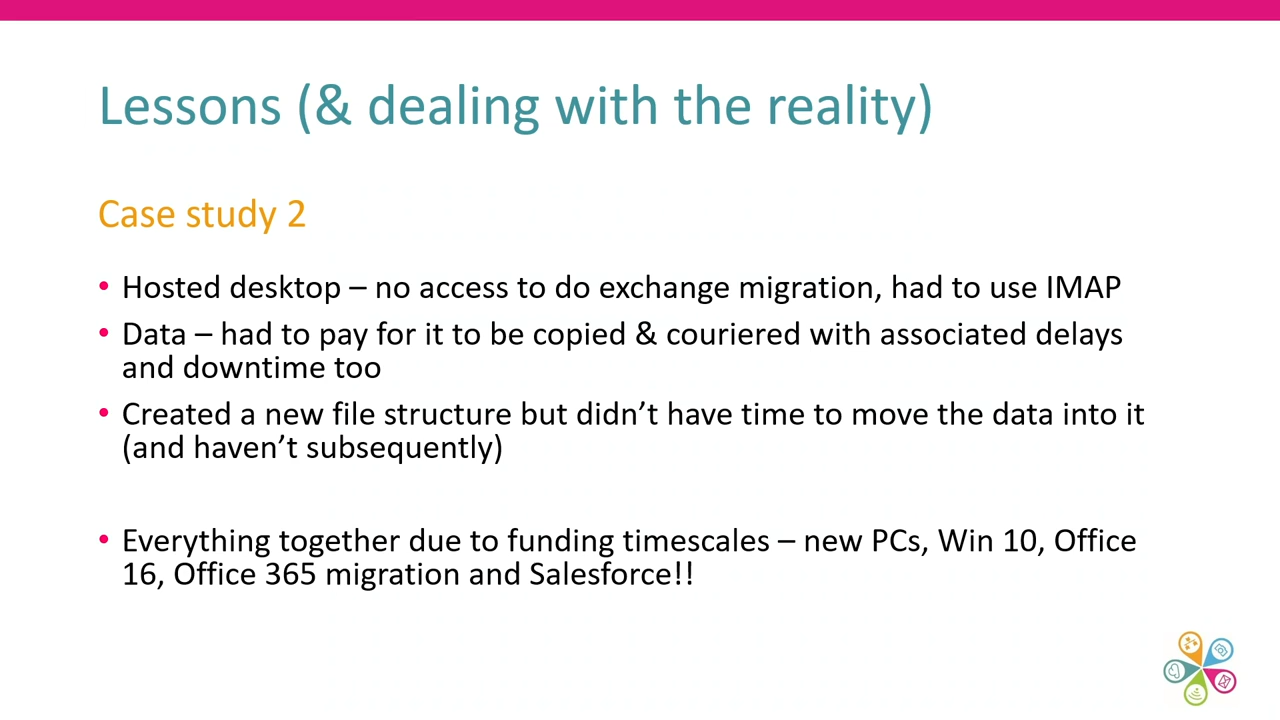 Lessons (& dealing with the reality)
Case study 2
• Hosted desktop – no access to do exchange migration, had to use IMAP
• Data – had to pay for it to be copied & couriered with associated delays
and downtime too
• Created a new file structure but didn’t have time to move the data into it
(and haven’t subsequently)
• Everything together due to funding timescales – new PCs, Win 10, Office
16, Office 365 migration and Salesforce!!